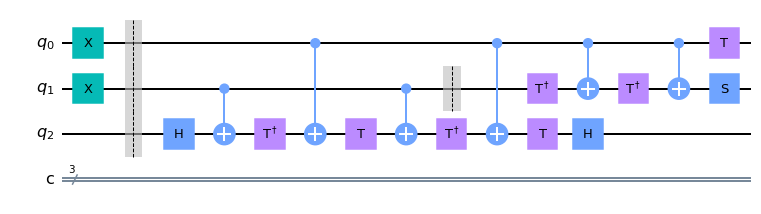 q0 X T
q1 X T† T† S
q2 H T† T T† T H
3
c